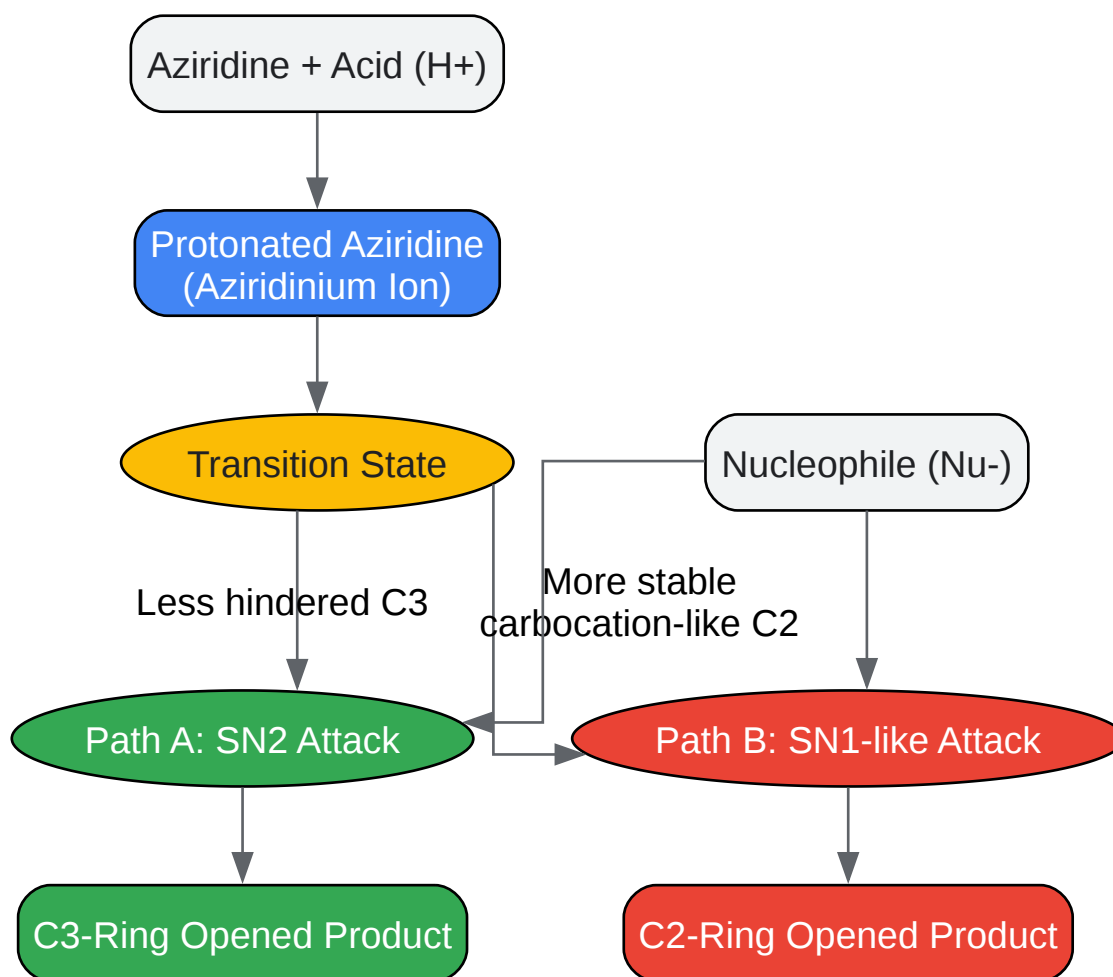 Aziridine + Acid (H+)
Protonated Aziridine
(Aziridinium Ion)
Transition State
Nucleophile (Nu-)
Less hindered C3
More stable
carbocation-like C2
Path A: SN2 Attack
Path B: SN1-like Attack
C3-Ring Opened Product
C2-Ring Opened Product